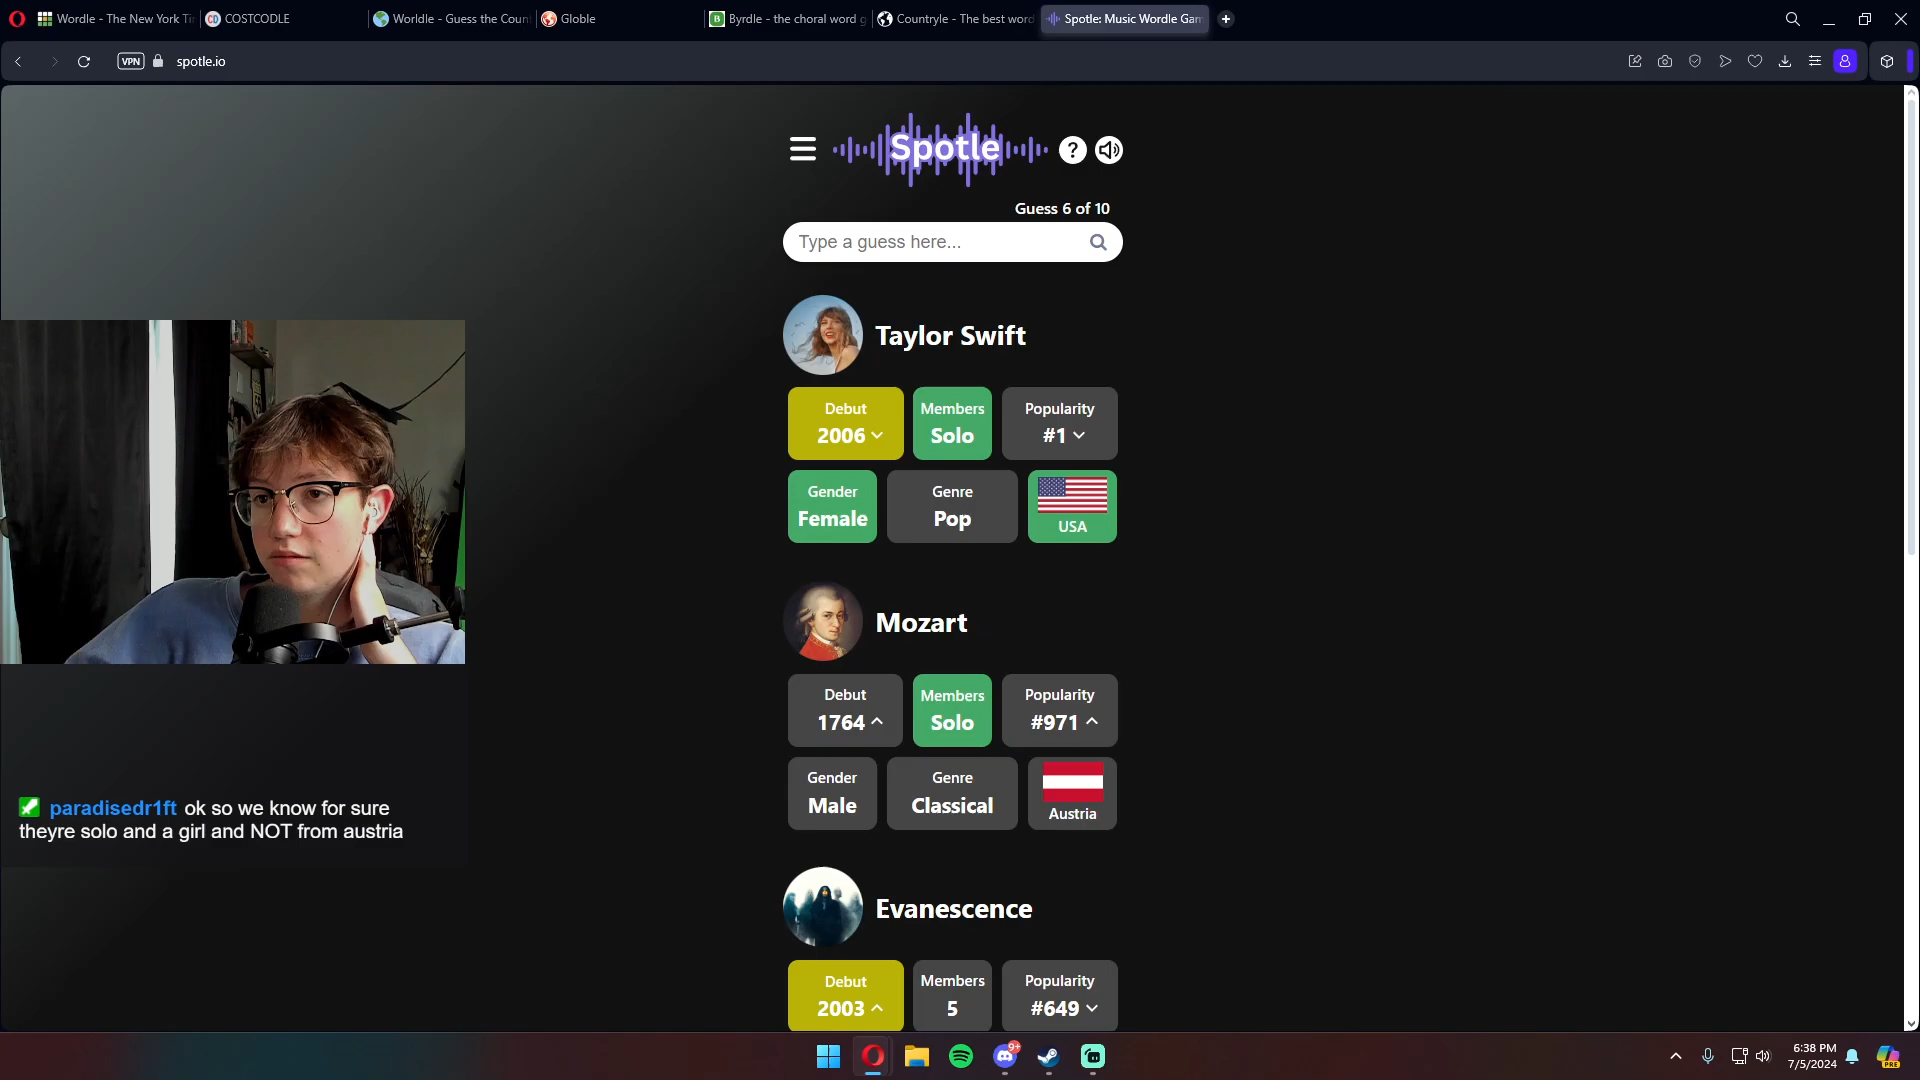 Wordle - The New York Ti
COSTCODLE
Worldle - Guess the Coun
Globle
Byrdle - the choral word g
Countryle - The best word
Spotle: Music Wordle Gam
VPN
spotle.io
Spotle
?
Guess 6 of 10
Type a guess here...
Taylor Swift
Debut
2006
Members
Solo
Popularity
#1
Gender
Female
Genre
Pop
USA
Mozart
Debut
1764
Members
Solo
Popularity
#971
Gender
Male
Genre
Classical
Austria
Evanescence
Debut
2003
Members
5
Popularity
#649
paradisedr1ft ok so we know for sure
theyre solo and a girl and NOT from austria
9+
6:38 PM
7/5/2024
PRE